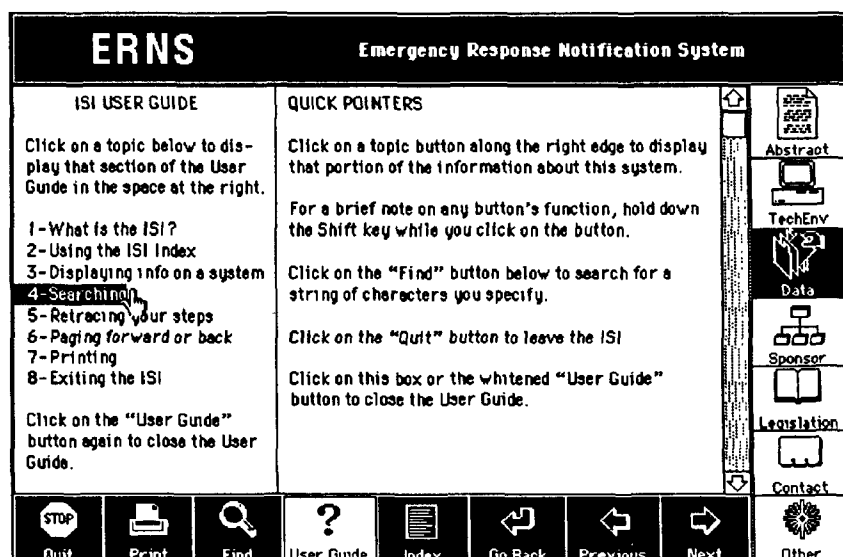 ERNS
Emergency Response Notification System
ISI USER GUIDE
Click on a topic below to dis-
play that section of the User
Guide in the space at the right.
1-What is the ISI?
2-Using the ISI Index
3-Displaying info on a system
4-Searching
5-Retracing your steps
6-Paging forward or back
7-Printing
8-Exiting the ISI
Click on the "User Guide"
button again to close the User
Guide.
QUICK POINTERS
Click on a topic button along the right edge to display
that portion of the information about this system.
For a brief note on any button's function, hold down
the Shift key while you click on the button.
Click on the "Find" button below to search for a
string of characters you specify.
Click on the "Quit" button to leave the ISI
Click on this box or the whitened "User Guide"
button to close the User Guide.
Abstract
TechEnv
Data
Sponsor
Legislation
Contact
Other
STOP
Quit
Print
Find
?
User Guide
Index
Go Back
Previous
Next